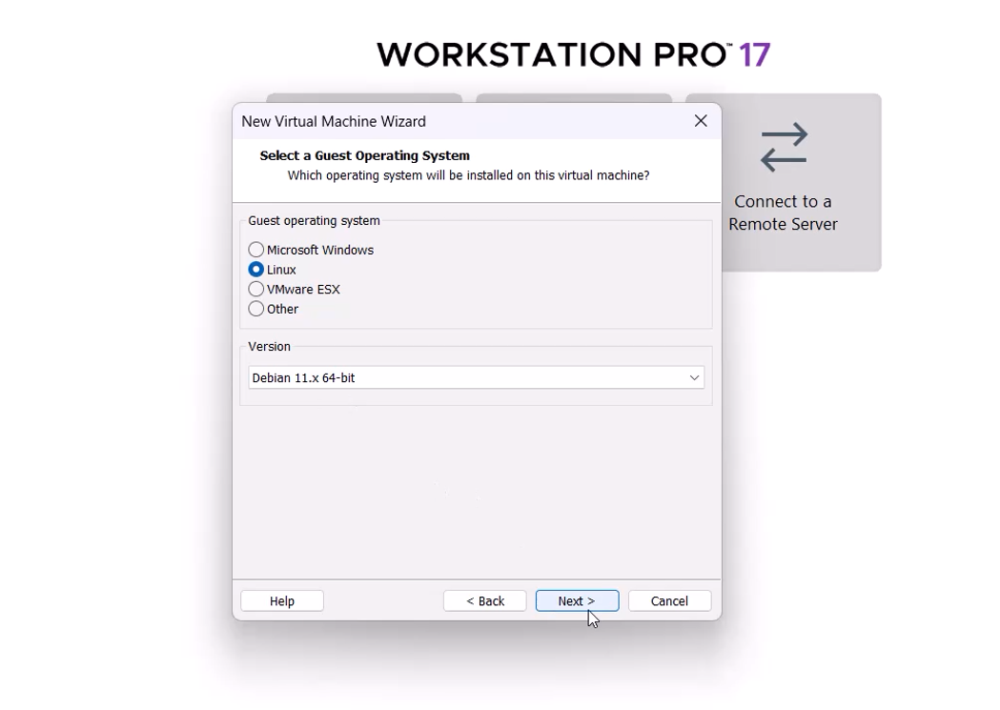 WORKSTATION PRO™ 17
New Virtual Machine Wizard
Select a Guest Operating System
Which operating system will be installed on this virtual machine?
Connect to a
Remote Server
Guest operating system
Microsoft Windows
Linux
VMware ESX
Other
Version
Debian 11.x 64-bit
Help
< Back
Next >
Cancel